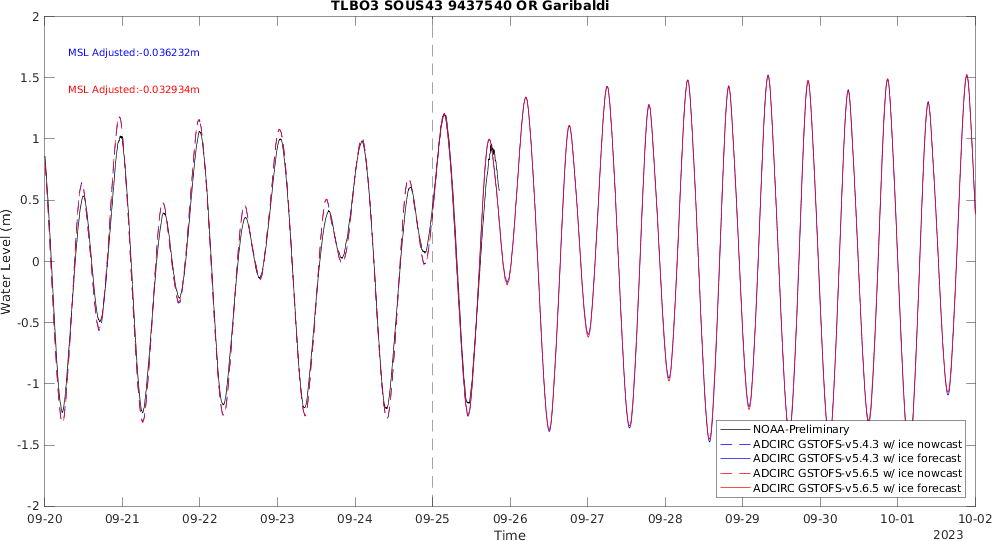 TLBO3 SOUS43 9437540 OR Garibaldi
MSL Adjusted:-0.036232m
MSL Adjusted:-0.032934m
Water Level (m)
2
1.5
1
0.5
0
-0.5
-1
-1.5
-2
NOAA-Preliminary
ADCIRC GSTOFS-v5.4.3 w/ ice nowcast
ADCIRC GSTOFS-v5.4.3 w/ ice forecast
ADCIRC GSTOFS-v5.6.5 w/ ice nowcast
ADCIRC GSTOFS-v5.6.5 w/ ice forecast
09-20 09-21 09-22 09-23 09-24 09-25 09-26 09-27 09-28 09-29 09-30 10-01 10-02
Time
2023